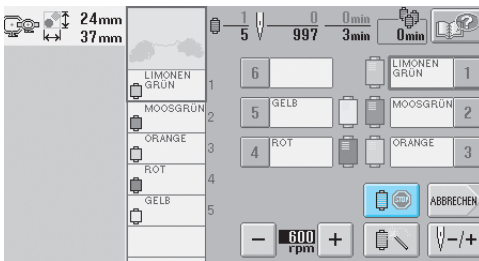 24mm
37mm
1
5
0
997
0min
3min
0min
LIMONEN
GRÜN
1
MOOSGRÜN
2
ORANGE
3
ROT
4
GELB
5
6
LIMONEN
GRÜN
1
5
GELB
MOOSGRÜN
2
4
ROT
ORANGE
3
STOP
ABBRECHEN
−
600
rpm
+
−/+